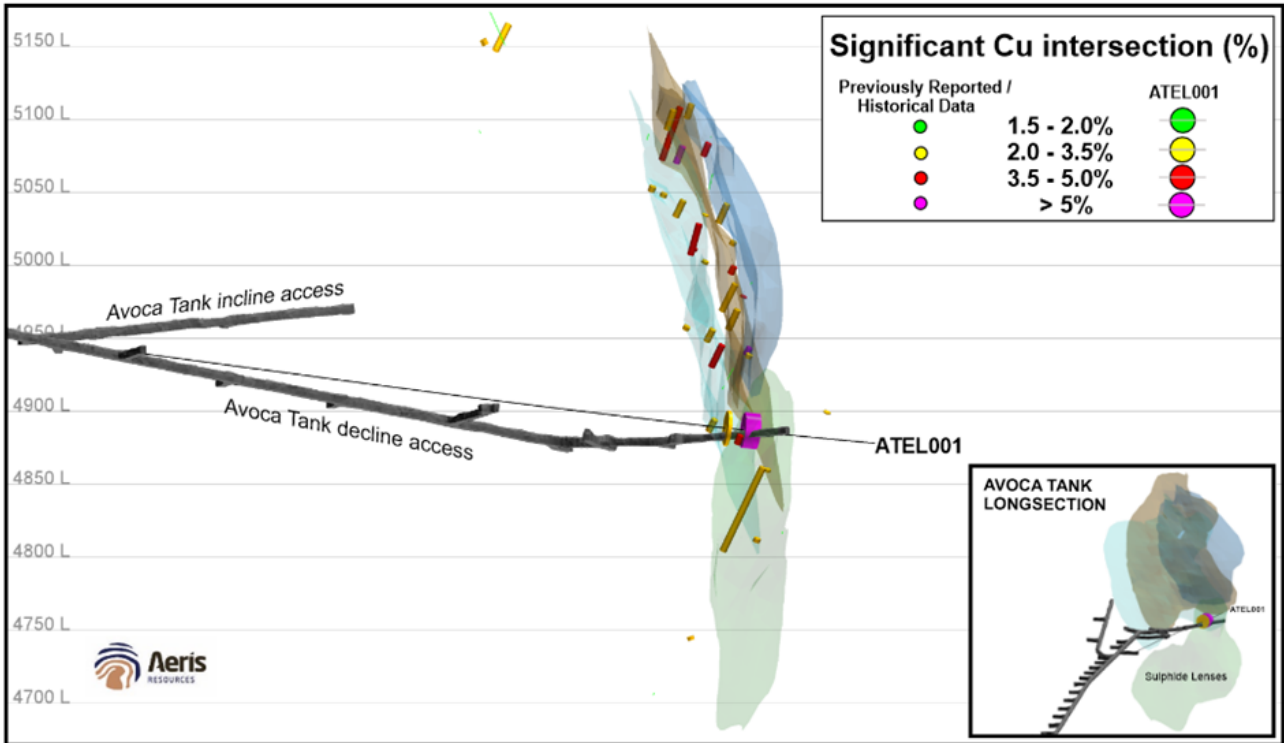 Significant Cu intersection (%)
Previously Reported /
Historical Data
ATEL001
1.5 - 2.0%
2.0 - 3.5%
3.5 - 5.0%
> 5%
5150 L
5100 L
5050 L
5000 L
4950 L
4900 L
4850 L
4800 L
4750 L
4700 L
Avoca Tank incline access
Avoca Tank decline access
ATEL001
Aeris
RESOURCES
AVOCA TANK
LONGSECTION
ATEL001
Sulphide Lenses